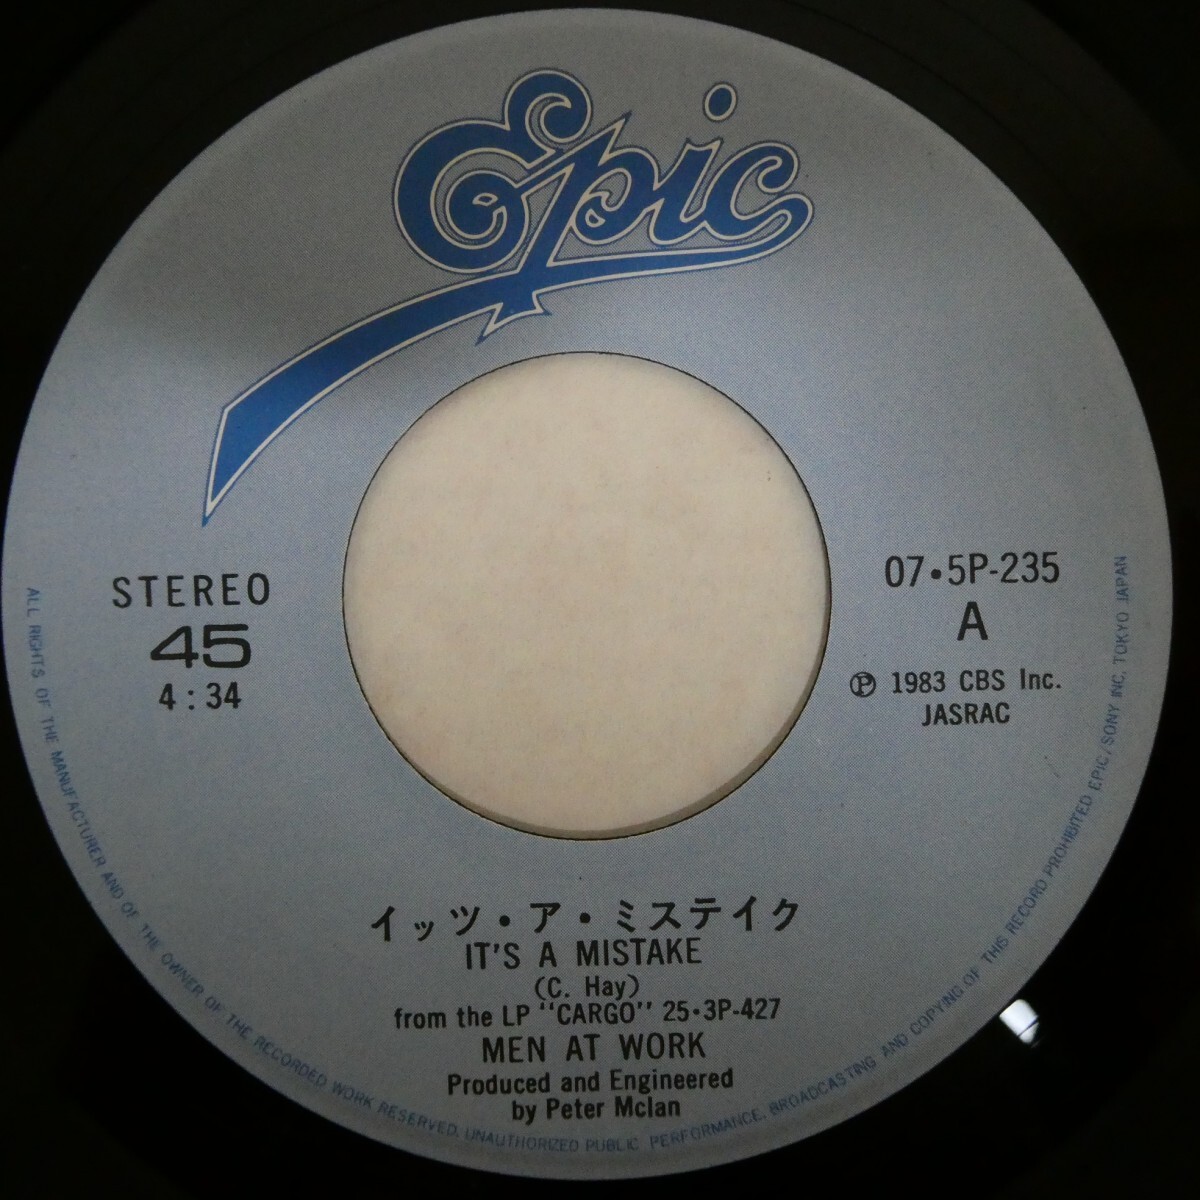 Epic
STEREO
45
4:34
07•5P-235
A
Ⓟ 1983 CBS Inc.
JASRAC
イッツ・ア・ミステイク
IT'S A MISTAKE
(C. Hay)
from the LP "CARGO" 25•3P-427
MEN AT WORK
Produced and Engineered
by Peter McIan
ALL RIGHTS OF THE MANUFACTURER AND OF THE OWNER OF THE RECORDED WORK RESERVED. UNAUTHORIZED PUBLIC PERFORMANCE, BROADCASTING AND COPYING OF THIS RECORD PROHIBITED EPIC/SONY INC, TOKYO JAPAN